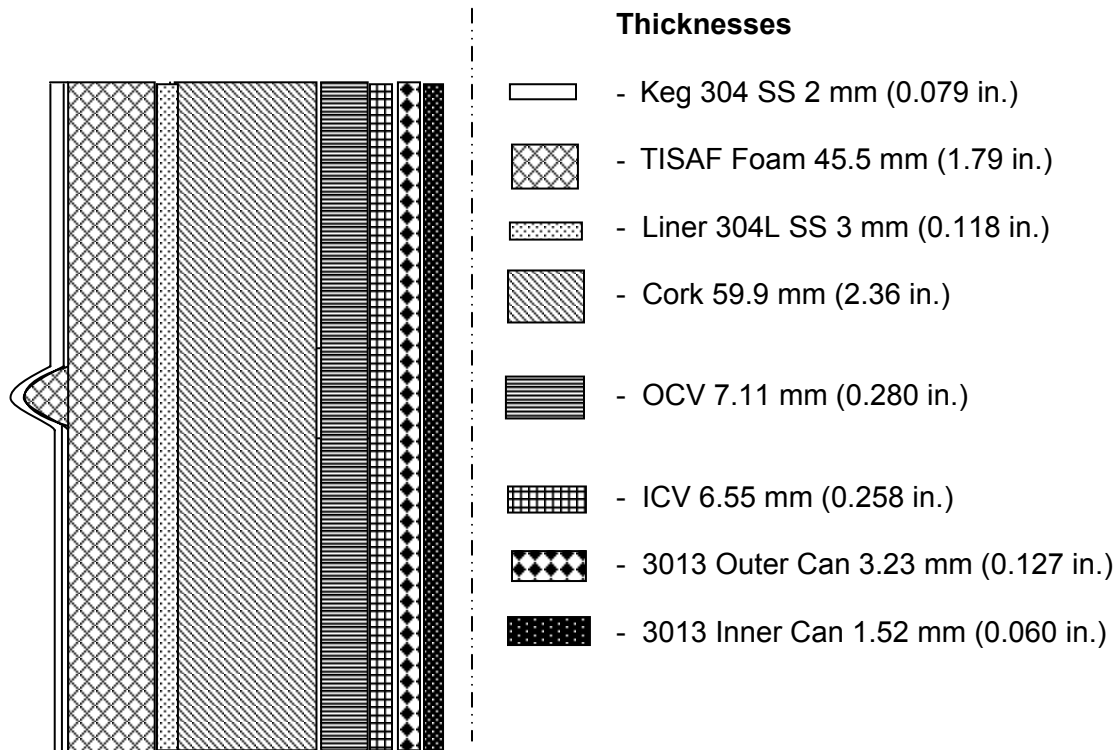 Thicknesses
- Keg 304 SS 2 mm (0.079 in.)
- TISAF Foam 45.5 mm (1.79 in.)
- Liner 304L SS 3 mm (0.118 in.)
- Cork 59.9 mm (2.36 in.)
- OCV 7.11 mm (0.280 in.)
- ICV 6.55 mm (0.258 in.)
- 3013 Outer Can 3.23 mm (0.127 in.)
- 3013 Inner Can 1.52 mm (0.060 in.)